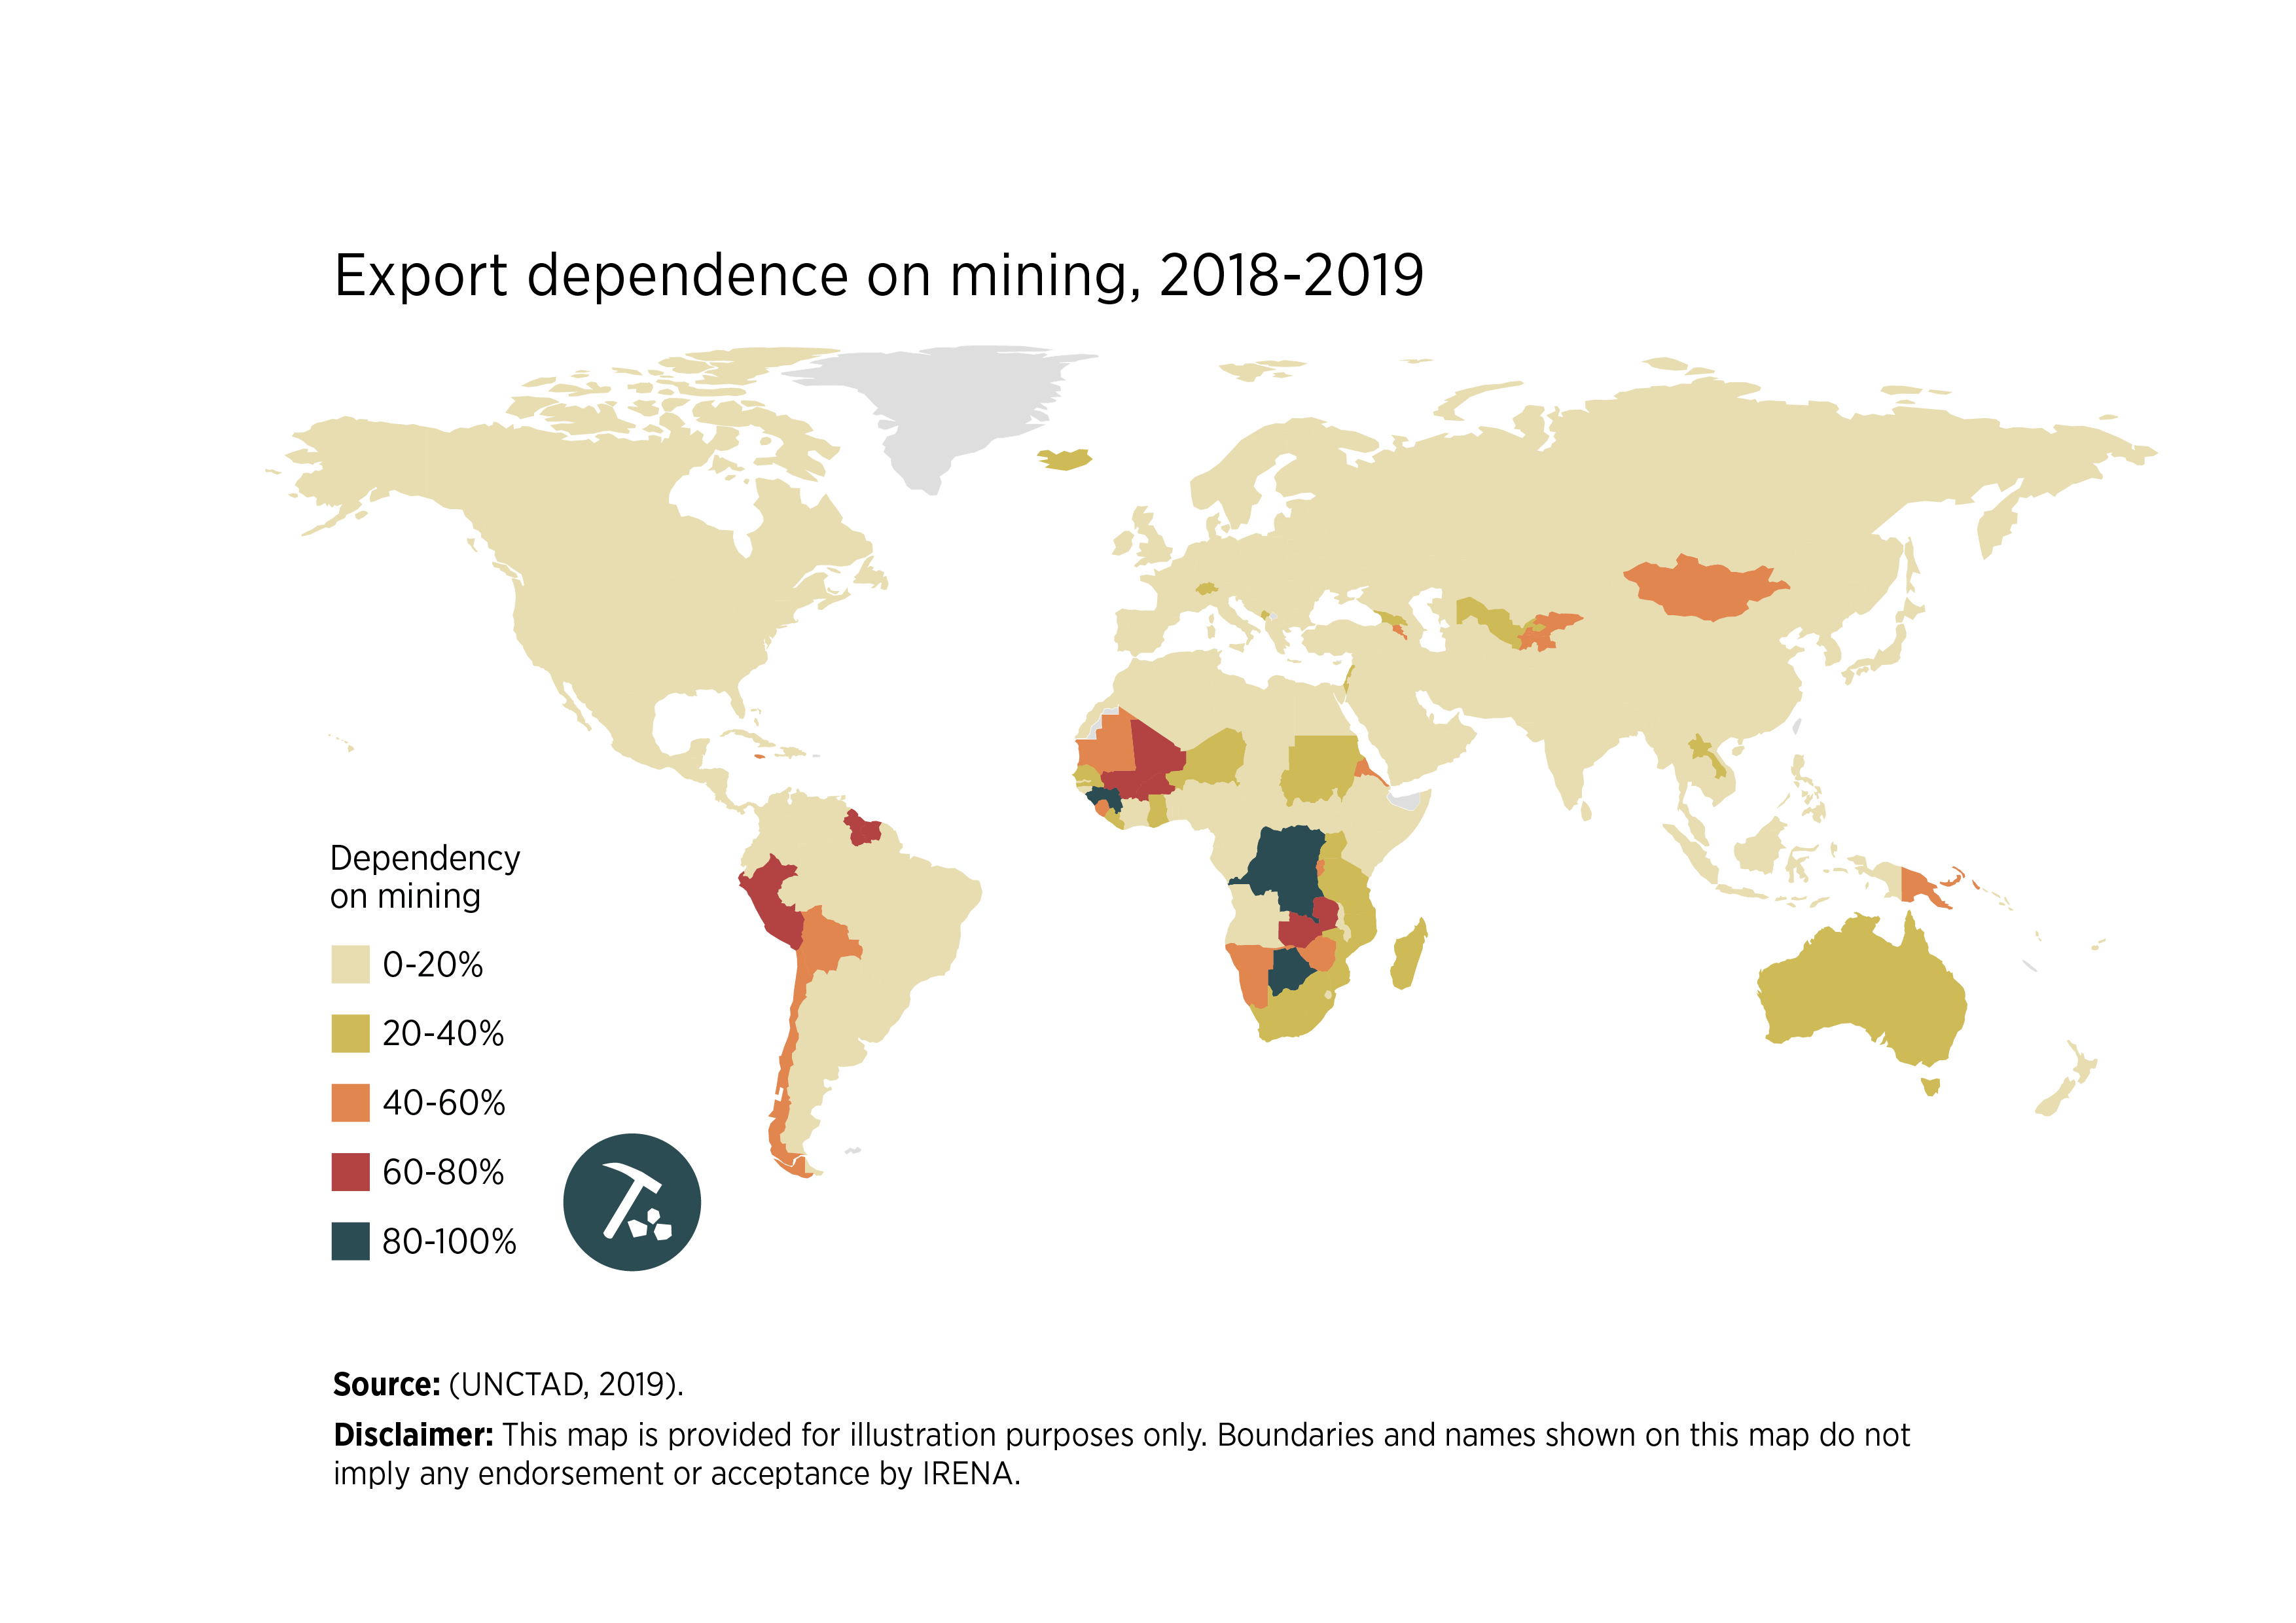 Export dependence on mining, 2018-2019
Dependency
on mining
0-20%
20-40%
40-60%
60-80%
80-100%
Source: (UNCTAD, 2019).
Disclaimer: This map is provided for illustration purposes only. Boundaries and names shown on this map do not
imply any endorsement or acceptance by IRENA.